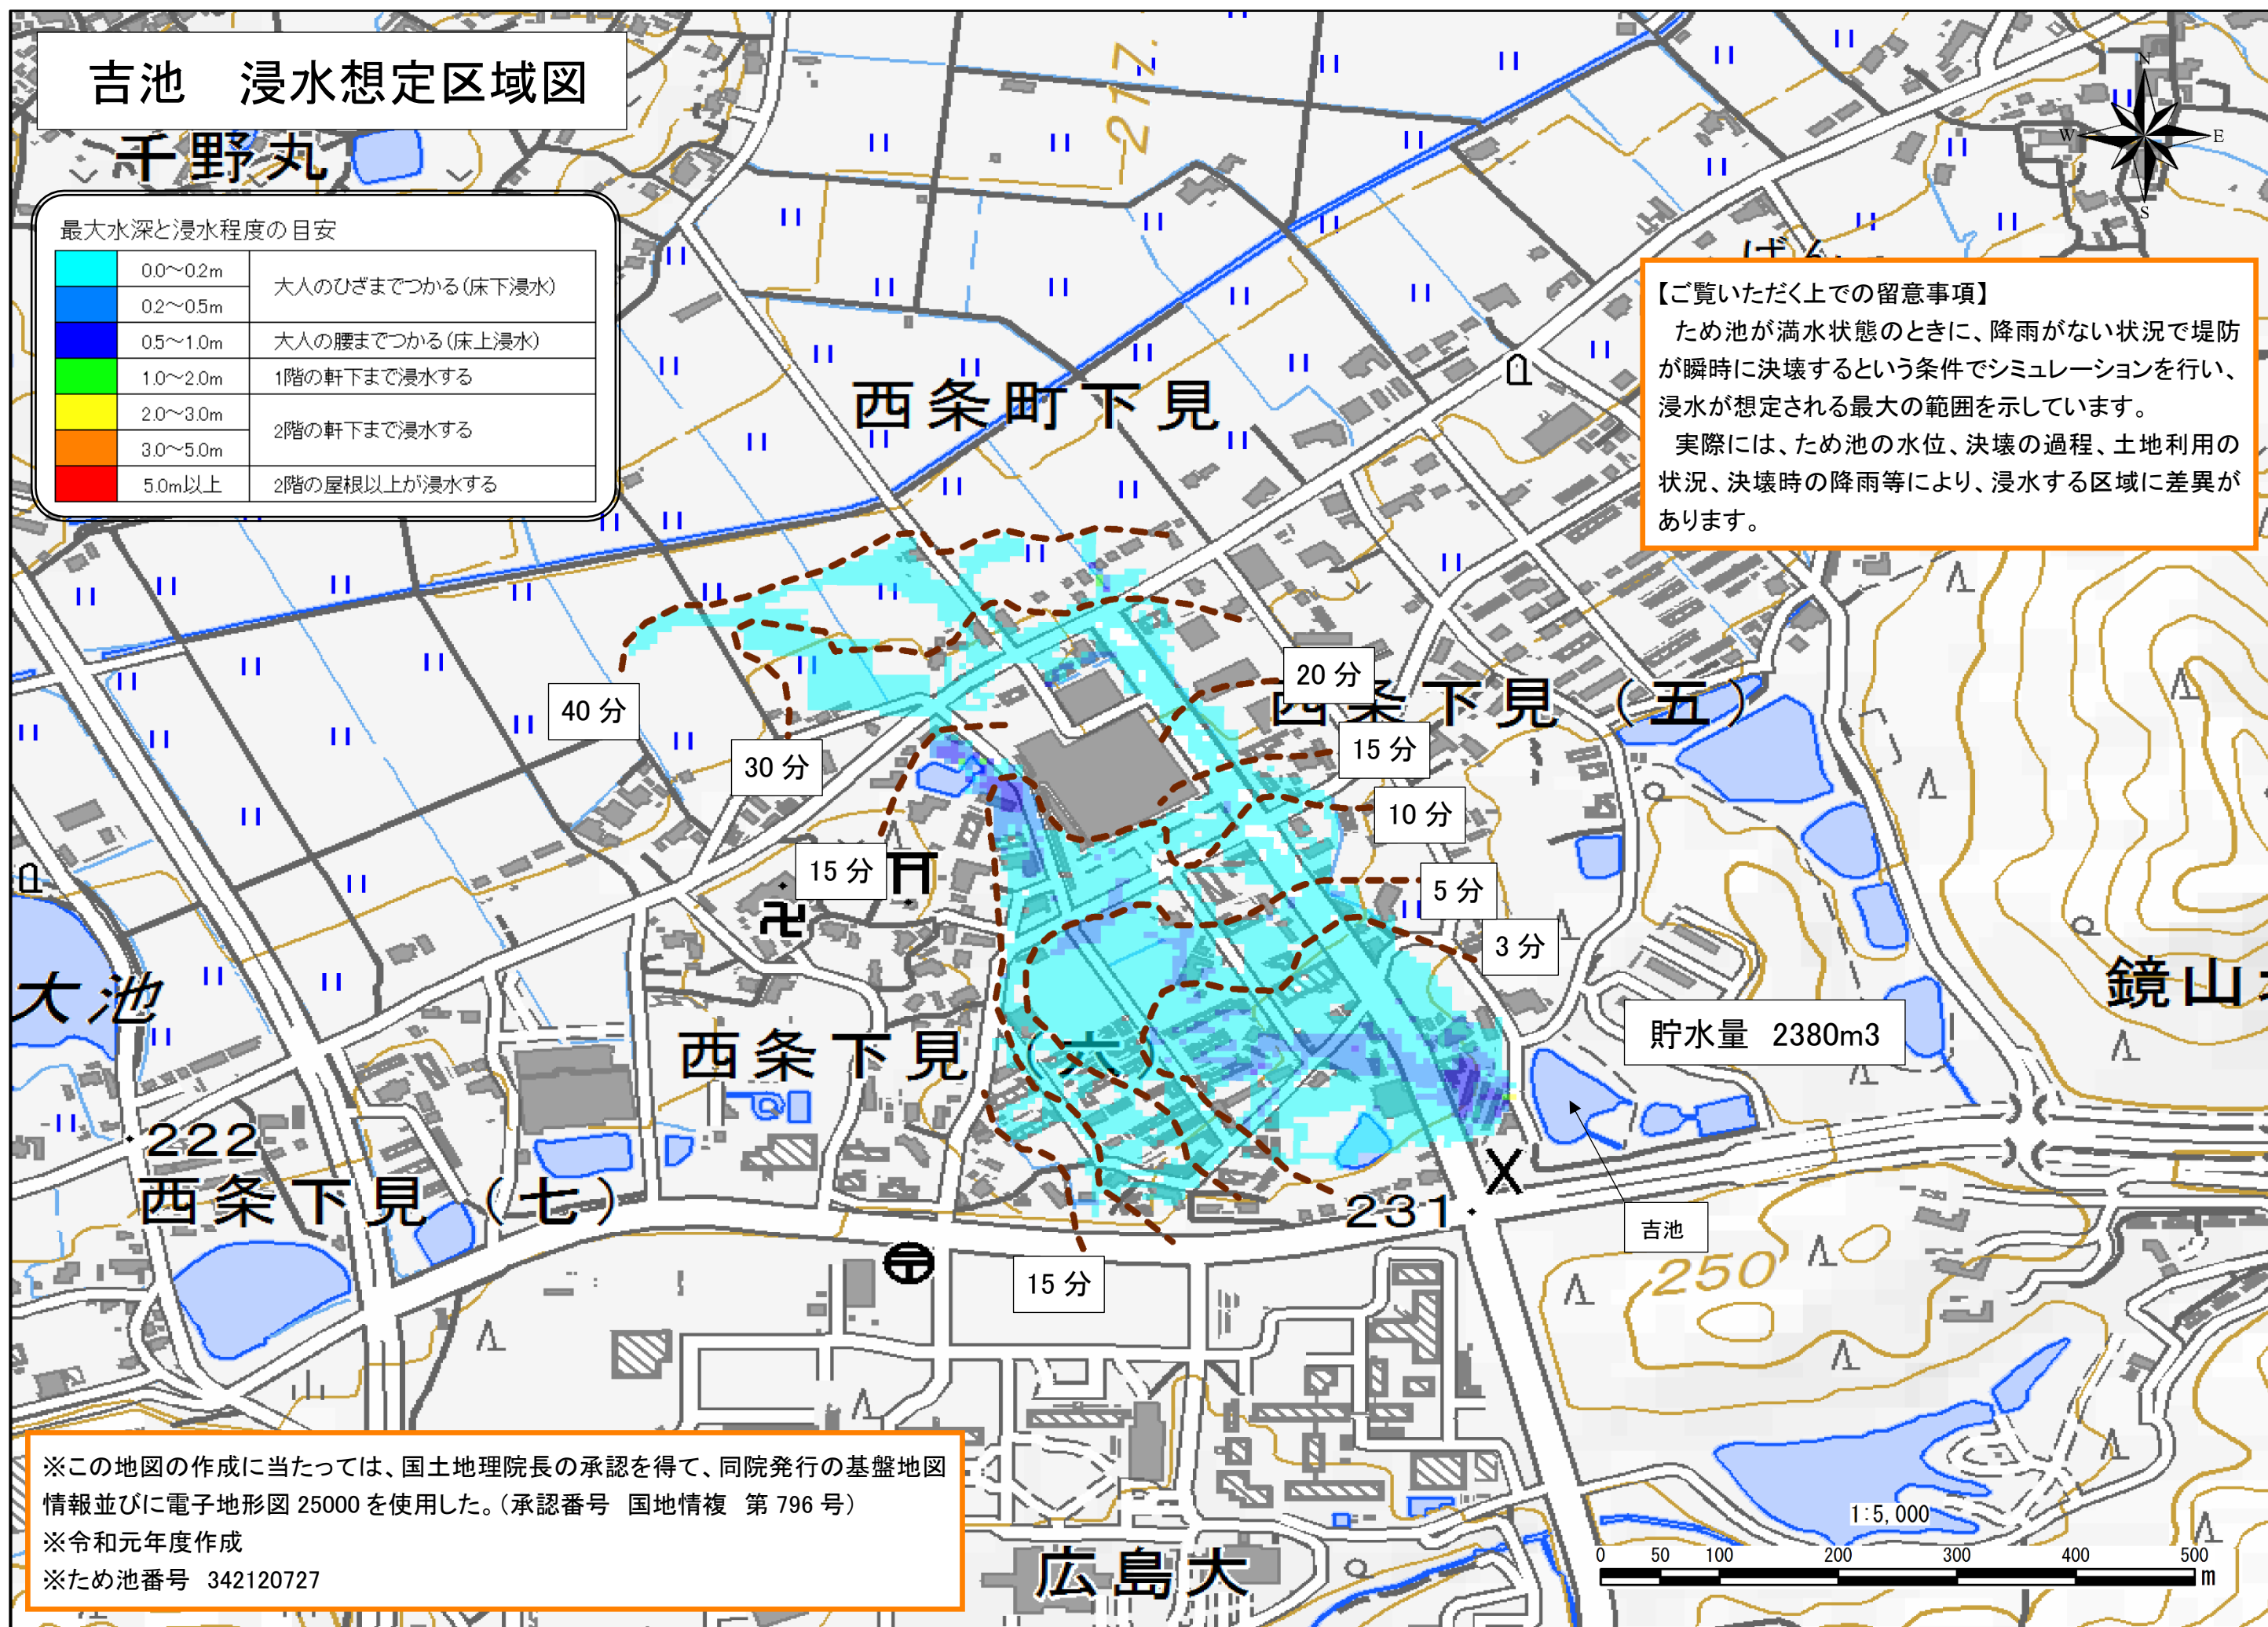 吉池　浸水想定区域図
千野丸
217.
N
W
E
S
最大水深と浸水程度の目安
0.0～0.2m
大人のひざまでつかる(床下浸水)
0.2～0.5m
0.5～1.0m
大人の腰までつかる(床上浸水)
1.0～2.0m
1階の軒下まで浸水する
2.0～3.0m
2階の軒下まで浸水する
3.0～5.0m
5.0m以上
2階の屋根以上が浸水する
【ご覧いただく上での留意事項】
ため池が満水状態のときに、降雨がない状況で堤防
が瞬時に決壊するという条件でシミュレーションを行い、
浸水が想定される最大の範囲を示しています。
実際には、ため池の水位、決壊の過程、土地利用の
状況、決壊時の降雨等により、浸水する区域に差異が
あります。
西条町下見
20 分
西条下見（五）
40 分
15 分
30 分
10 分
15 分
5 分
3 分
大池
鏡山
西条下見（六）
貯水量　2380m3
222
西条下見（七）
231
吉池
250
15 分
※この地図の作成に当たっては、国土地理院長の承認を得て、同院発行の基盤地図
情報並びに電子地形図 25000 を使用した。（承認番号　国地情複　第 796 号）
※令和元年度作成
※ため池番号　342120727
広島大
1:5,000
0 50 100 200 300 400 500
m